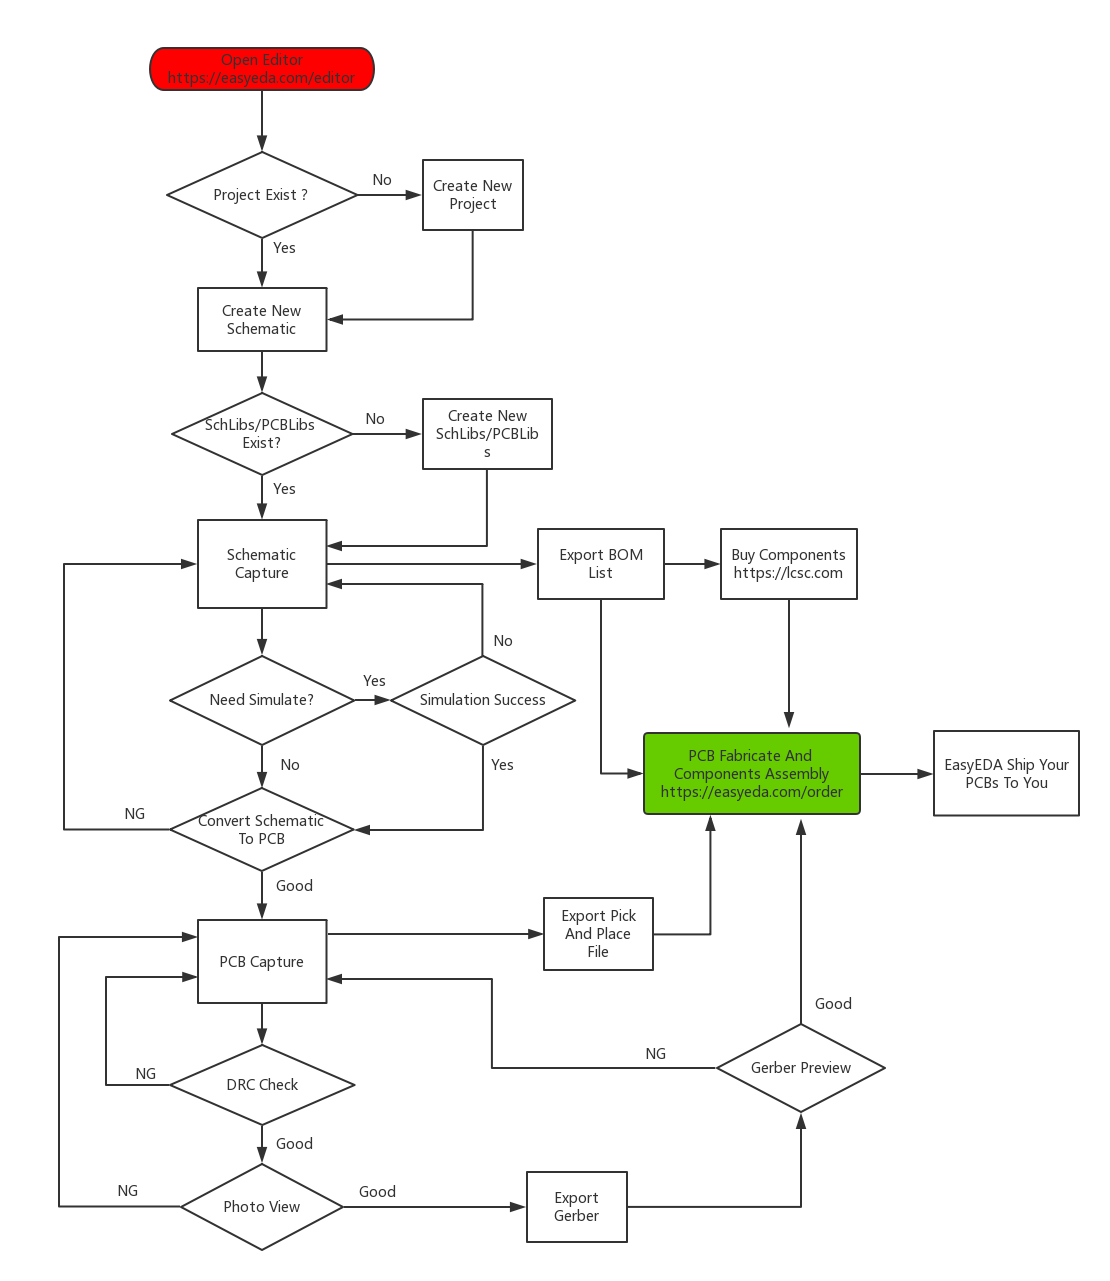 Open Editor
https://easyeda.com/editor
Project Exist ?
No
Create New
Project
Yes
Create New
Schematic
SchLibs/PCBLibs
Exist?
No
Create New
SchLibs/PCBLib
s
Yes
Schematic
Capture
Export BOM
List
Buy Components
https://lcsc.com
No
Need Simulate?
Yes
Simulation Success
No
Yes
PCB Fabricate And
Components Assembly
https://easyeda.com/order
EasyEDA Ship Your
PCBs To You
NG
Convert Schematic
To PCB
Good
Export Pick
And Place
File
PCB Capture
Good
NG
Gerber Preview
NG
DRC Check
Good
NG
Photo View
Good
Export
Gerber